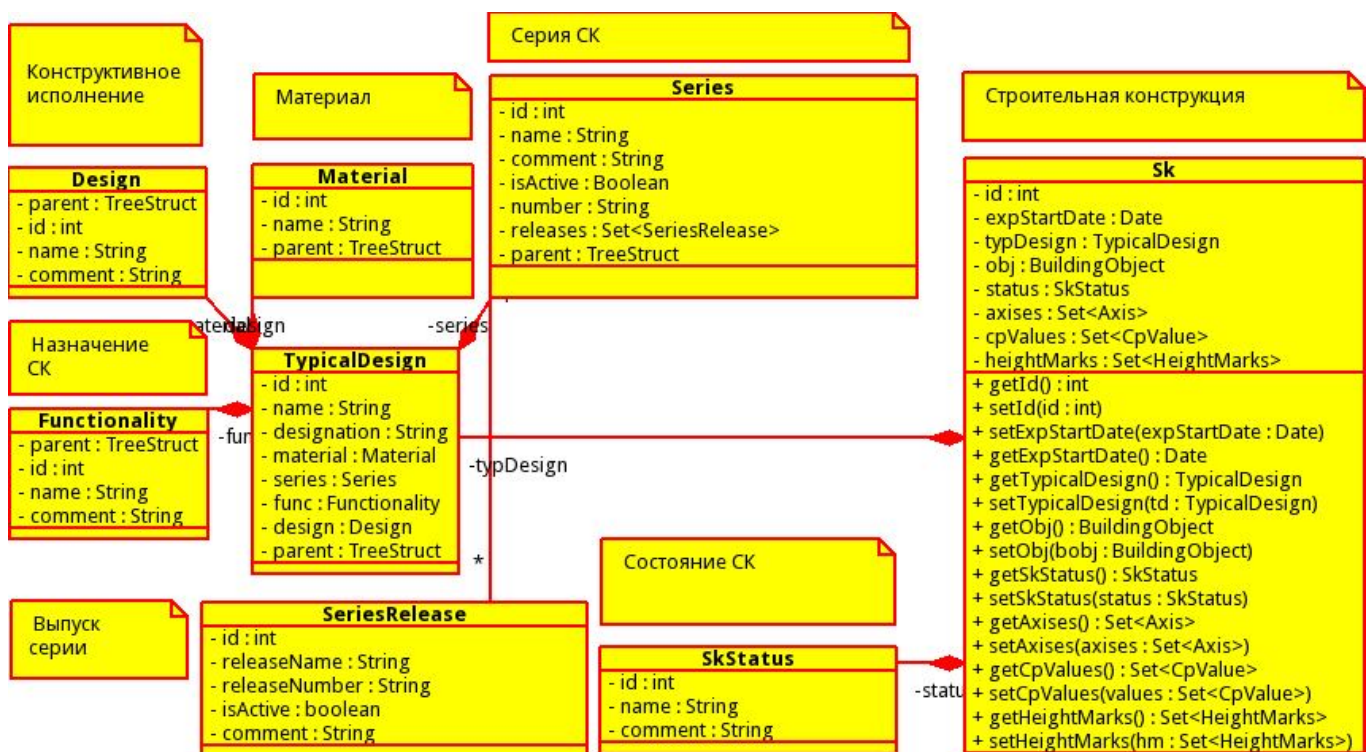 Конструктивное
исполнение
Материал
Серия СК
Строительная конструкция
Design
- parent : TreeStruct
- id : int
- name : String
- comment : String
Material
- id : int
- name : String
- parent : TreeStruct
Series
- id : int
- name : String
- comment : String
- isActive : Boolean
- number : String
- releases : Set<SeriesRelease>
- parent : TreeStruct
Sk
- id : int
- expStartDate : Date
- typDesign : TypicalDesign
- obj : BuildingObject
- status : SkStatus
- axises : Set<Axis>
- cpValues : Set<CpValue>
- heightMarks : Set<HeightMarks>
+ getId() : int
+ setId(id : int)
+ setExpStartDate(expStartDate : Date)
+ getExpStartDate() : Date
+ getTypicalDesign() : TypicalDesign
+ setTypicalDesign(td : TypicalDesign)
+ getObj() : BuildingObject
+ setObj(bobj : BuildingObject)
+ getSkStatus() : SkStatus
+ setSkStatus(status : SkStatus)
+ getAxises() : Set<Axis>
+ setAxises(axises : Set<Axis>)
+ getCpValues() : Set<CpValue>
+ setCpValues(values : Set<CpValue>)
+ getHeightMarks() : Set<HeightMarks>
+ setHeightMarks(hm : Set<HeightMarks>)
-series
Назначение
СК
TypicalDesign
- id : int
- name : String
- designation : String
- material : Material
- series : Series
- func : Functionality
- design : Design
- parent : TreeStruct
Functionality
- parent : TreeStruct
- id : int
- name : String
- comment : String
-fun
-typDesign
*
Состояние СК
Выпуск
серии
SeriesRelease
- id : int
- releaseName : String
- releaseNumber : String
- isActive : boolean
- comment : String
SkStatus
- id : int
- name : String
- comment : String
-statu